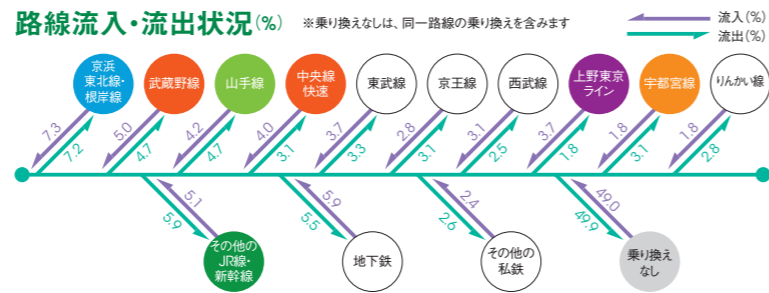 路線流入・流出状況(%)
※乗り換えなしは、同一路線の乗り換えを含みます
流入(%)
流出(%)
京浜
東北線・
根岸線
武蔵野線
山手線
中央線
快速
東武線
京王線
西武線
上野東京
ライン
宇都宮線
りんかい線
7.3
7.2
5.0
4.7
4.2
4.7
4.0
3.1
3.7
3.3
2.8
3.1
3.1
2.5
3.7
1.8
1.8
3.1
1.8
2.8
5.1
5.9
5.9
5.5
2.4
2.6
49.0
49.9
その他の
JR線・
新幹線
地下鉄
その他の
私鉄
乗り換え
なし